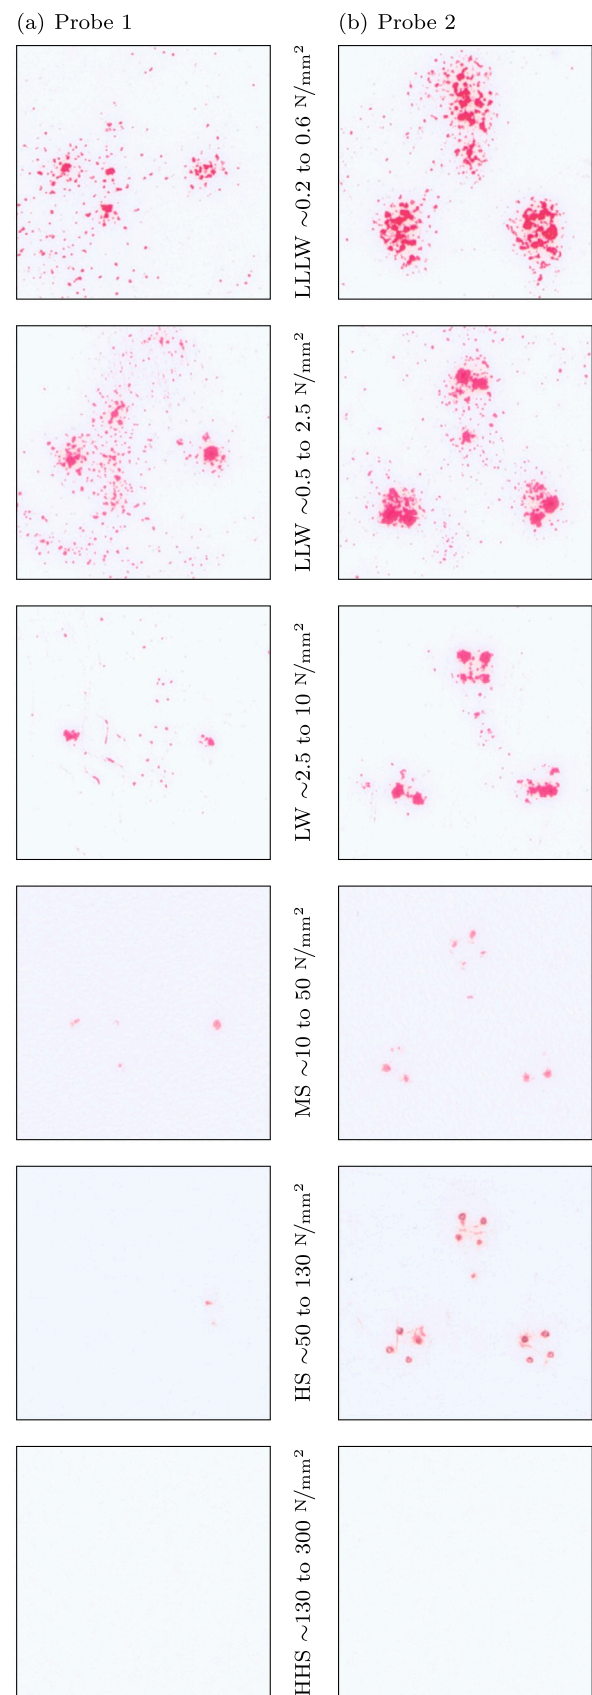 (a) Probe 1
(b) Probe 2
LLLW ~0.2 to 0.6 N/mm²
LLW ~0.5 to 2.5 N/mm²
LW ~2.5 to 10 N/mm²
MS ~10 to 50 N/mm²
HS ~50 to 130 N/mm²
HHS ~130 to 300 N/mm²